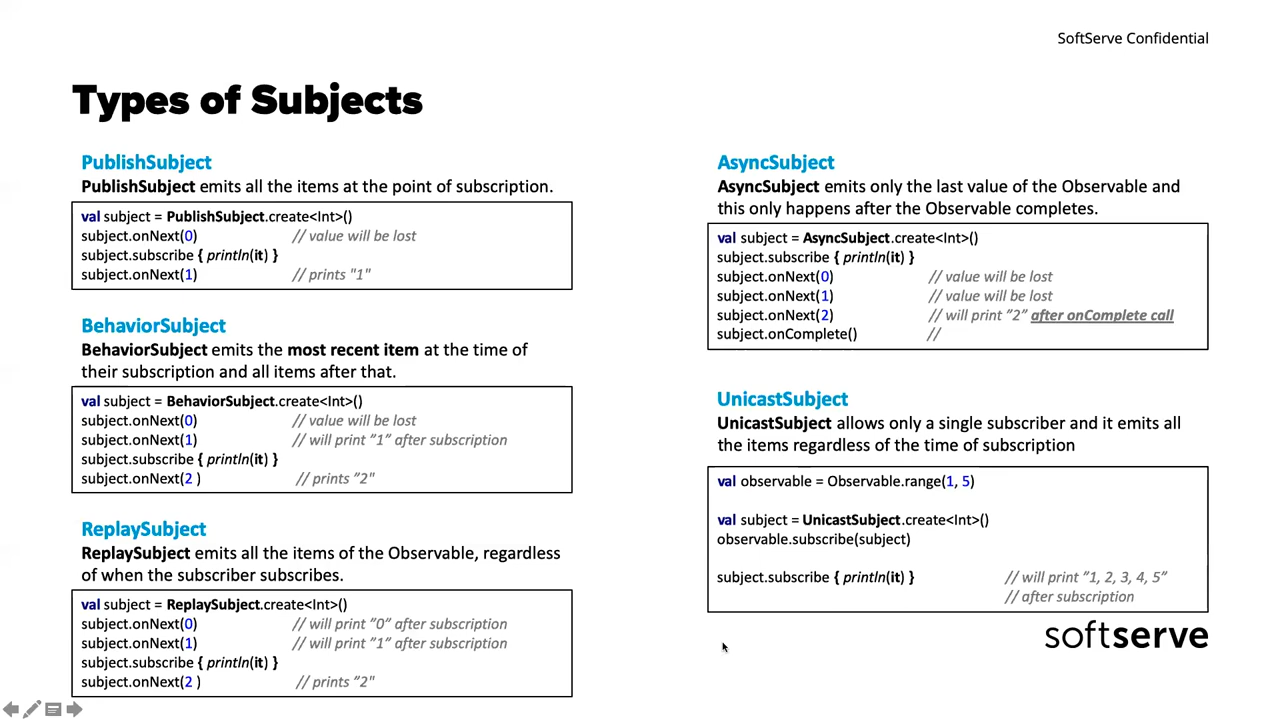 SoftServe Confidential
Types of Subjects
PublishSubject
PublishSubject emits all the items at the point of subscription.
val subject = PublishSubject.create<Int>()
subject.onNext(0) // value will be lost
subject.subscribe { println(it) }
subject.onNext(1) // prints "1"
BehaviorSubject
BehaviorSubject emits the most recent item at the time of
their subscription and all items after that.
val subject = BehaviorSubject.create<Int>()
subject.onNext(0) // value will be lost
subject.onNext(1) // will print ”1” after subscription
subject.subscribe { println(it) }
subject.onNext(2 ) // prints ”2"
ReplaySubject
ReplaySubject emits all the items of the Observable, regardless
of when the subscriber subscribes.
val subject = ReplaySubject.create<Int>()
subject.onNext(0) // will print ”0” after subscription
subject.onNext(1) // will print ”1” after subscription
subject.subscribe { println(it) }
subject.onNext(2 ) // prints ”2"
AsyncSubject
AsyncSubject emits only the last value of the Observable and
this only happens after the Observable completes.
val subject = AsyncSubject.create<Int>()
subject.subscribe { println(it) }
subject.onNext(0) // value will be lost
subject.onNext(1) // value will be lost
subject.onNext(2) // will print ”2” after onComplete call
subject.onComplete() //
UnicastSubject
UnicastSubject allows only a single subscriber and it emits all
the items regardless of the time of subscription
val observable = Observable.range(1, 5)
val subject = UnicastSubject.create<Int>()
observable.subscribe(subject)
subject.subscribe { println(it) } // will print ”1, 2, 3, 4, 5”
// after subscription
softserve